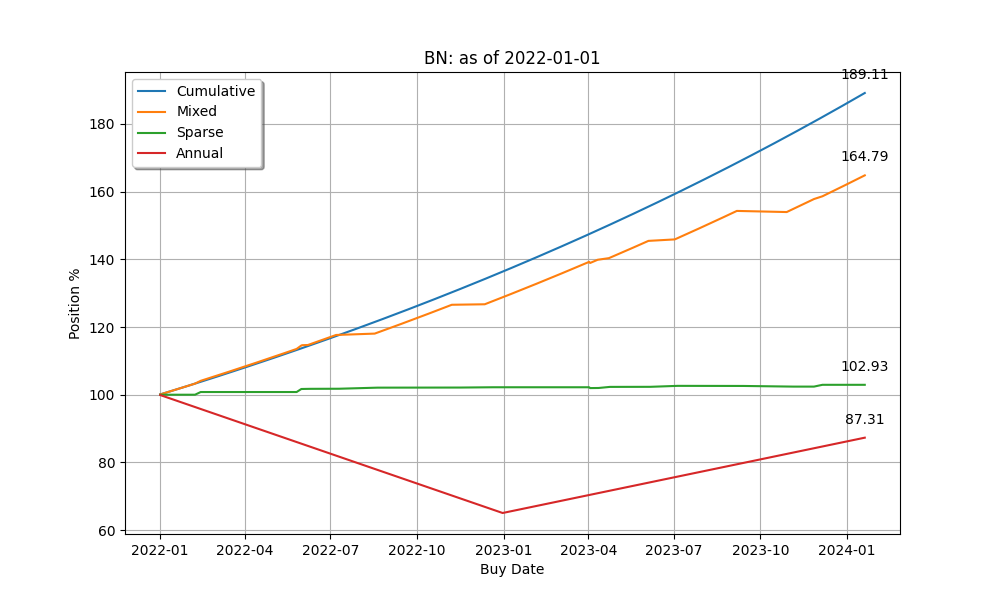 BN: as of 2022-01-01
189.11
Cumulative
Mixed
Sparse
Annual
164.79
102.93
87.31
Position %
180
160
140
120
100
80
60
2022-01 2022-04 2022-07 2022-10 2023-01 2023-04 2023-07 2023-10 2024-01
Buy Date